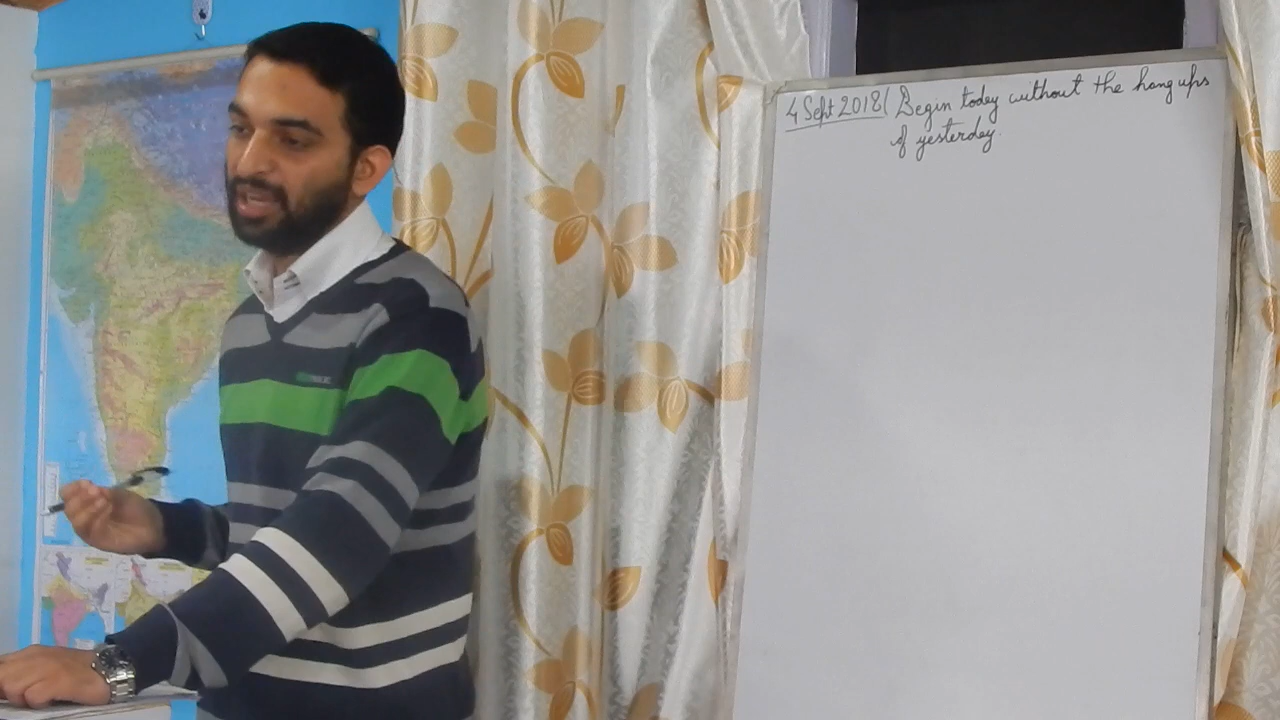 4 Sept 2018( Begin today without the hang ups
of yesterday.